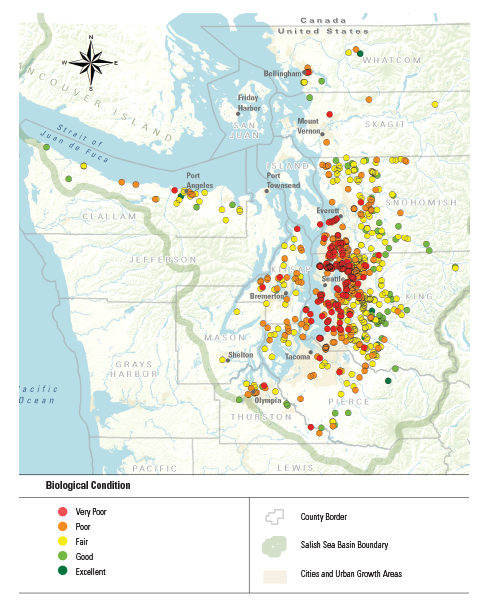 Canada
United States
N
W
E
S
VANCOUVER ISLAND
WHATCOM
Bellingham
Friday
Harbor
SAN
JUAN
Mount
Vernon
SKAGIT
Strait of
Juan de Fuca
ISLAND
Port
Angeles
Port
Townsend
SNOHOMISH
Everett
CLALLAM
JEFFERSON
KITSAP
Seattle
Bremerton
KING
MASON
Shelton
Tacoma
GRAYS
HARBOR
Pacific
Ocean
Olympia
PIERCE
THURSTON
PACIFIC
LEWIS
Biological Condition
Very Poor
Poor
Fair
Good
Excellent
County Border
Salish Sea Basin Boundary
Cities and Urban Growth Areas